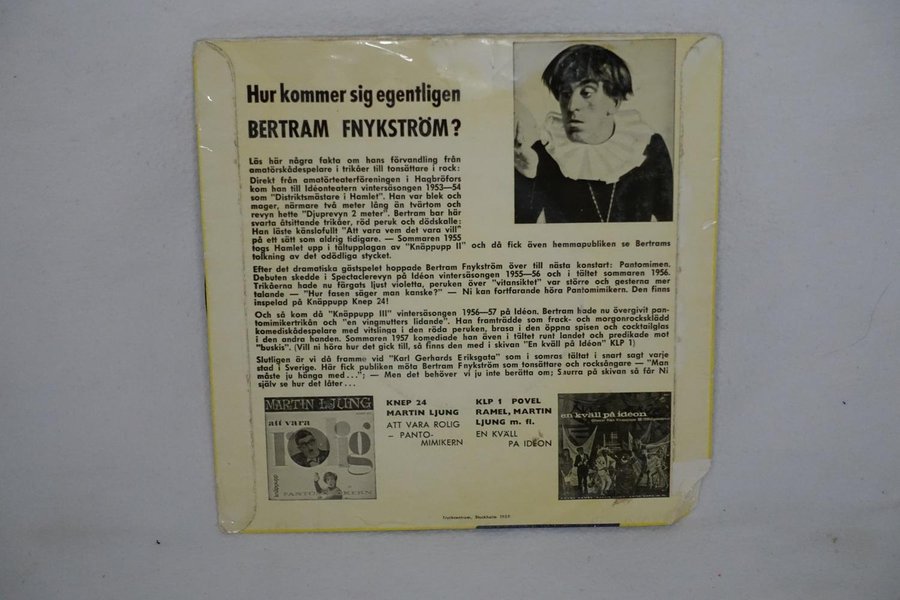 Hur kommer sig egentligen
BERTRAM FNYKSTRÖM?
Läs här några fakta om hans förvandling från
amatörskådespelare i trikåer till tonsättare i rock:
Direkt från amatörteaterföreningen i Hagbröfors
kom han till Idéonteatern vintersäsongen 1953—54
som "Distriktsmästare i Hamlet". Han var blek och
mager, närmare två meter lång än tvärtom och
revyn hette "Djuprevyn 2 meter". Bertram bar här
svarta åtsittande trikåer, röd peruk och dödskalle:
Han läste känslofullt "Att vara vem det vara vill"
på ett sätt som aldrig tidigare. — Sommaren 1955
togs Hamlet upp i tältupplagan av "Knäppupp II" och då fick även hemmapubliken se Bertrams
tolkning av det odödliga stycket.
Efter det dramatiska gästspelet hoppade Bertram Fnykström över till nästa konstart: Pantomimen.
Debuten skedde i Spectaclerevyn på Idéon vintersäsongen 1955—56 och i tältet sommaren 1956.
Trikåerna hade nu färgats ljust violetta, peruken över "vitansiktet" var större och gesterna mer
talande — "Hur fasen säger man kanske?" — Ni kan fortfarande höra Pantomimikern. Den finns
inspelad på Knäppupp Knep 24!
Och så kom då "Knäppupp III" vintersäsongen 1956—57 på Idéon. Bertram hade nu övergivit pan-
tomimikertrikån och "en vingmutters lidande". Han framträdde som frack- och morgonrocksklädd
komediskådespelare med vitslinga i den röda peruken, brasa i den öppna spisen och cocktailglas
i den andra handen. Sommaren 1957 komediade han även i tältet runt landet och predikade mot
"buskis". (Vill ni höra hur det gick till, så finns den med i skivan "En kväll på Idéon" KLP 1)
Slutligen är vi då framme vid "Karl Gerhards Eriksgata" som i somras tältat i snart sagt varje
stad i Sverige. Här fick publiken möta Bertram Fnykström som tonsättare och rocksångare — "Man
måste ju hänga med..."; — Men det behöver vi ju inte berätta om; Snurra på skivan så får Ni
själv se hur det låter...
MARTIN LJUNG
att vara
rolig
knäppupp
KNEP 24
MARTIN LJUNG
ATT VARA ROLIG
– PANTO-
MIMIKERN
KLP 1 POVEL
RAMEL, MARTIN
LJUNG m. fl.
EN KVÄLL
PA IDÉON
en kväll på idéon